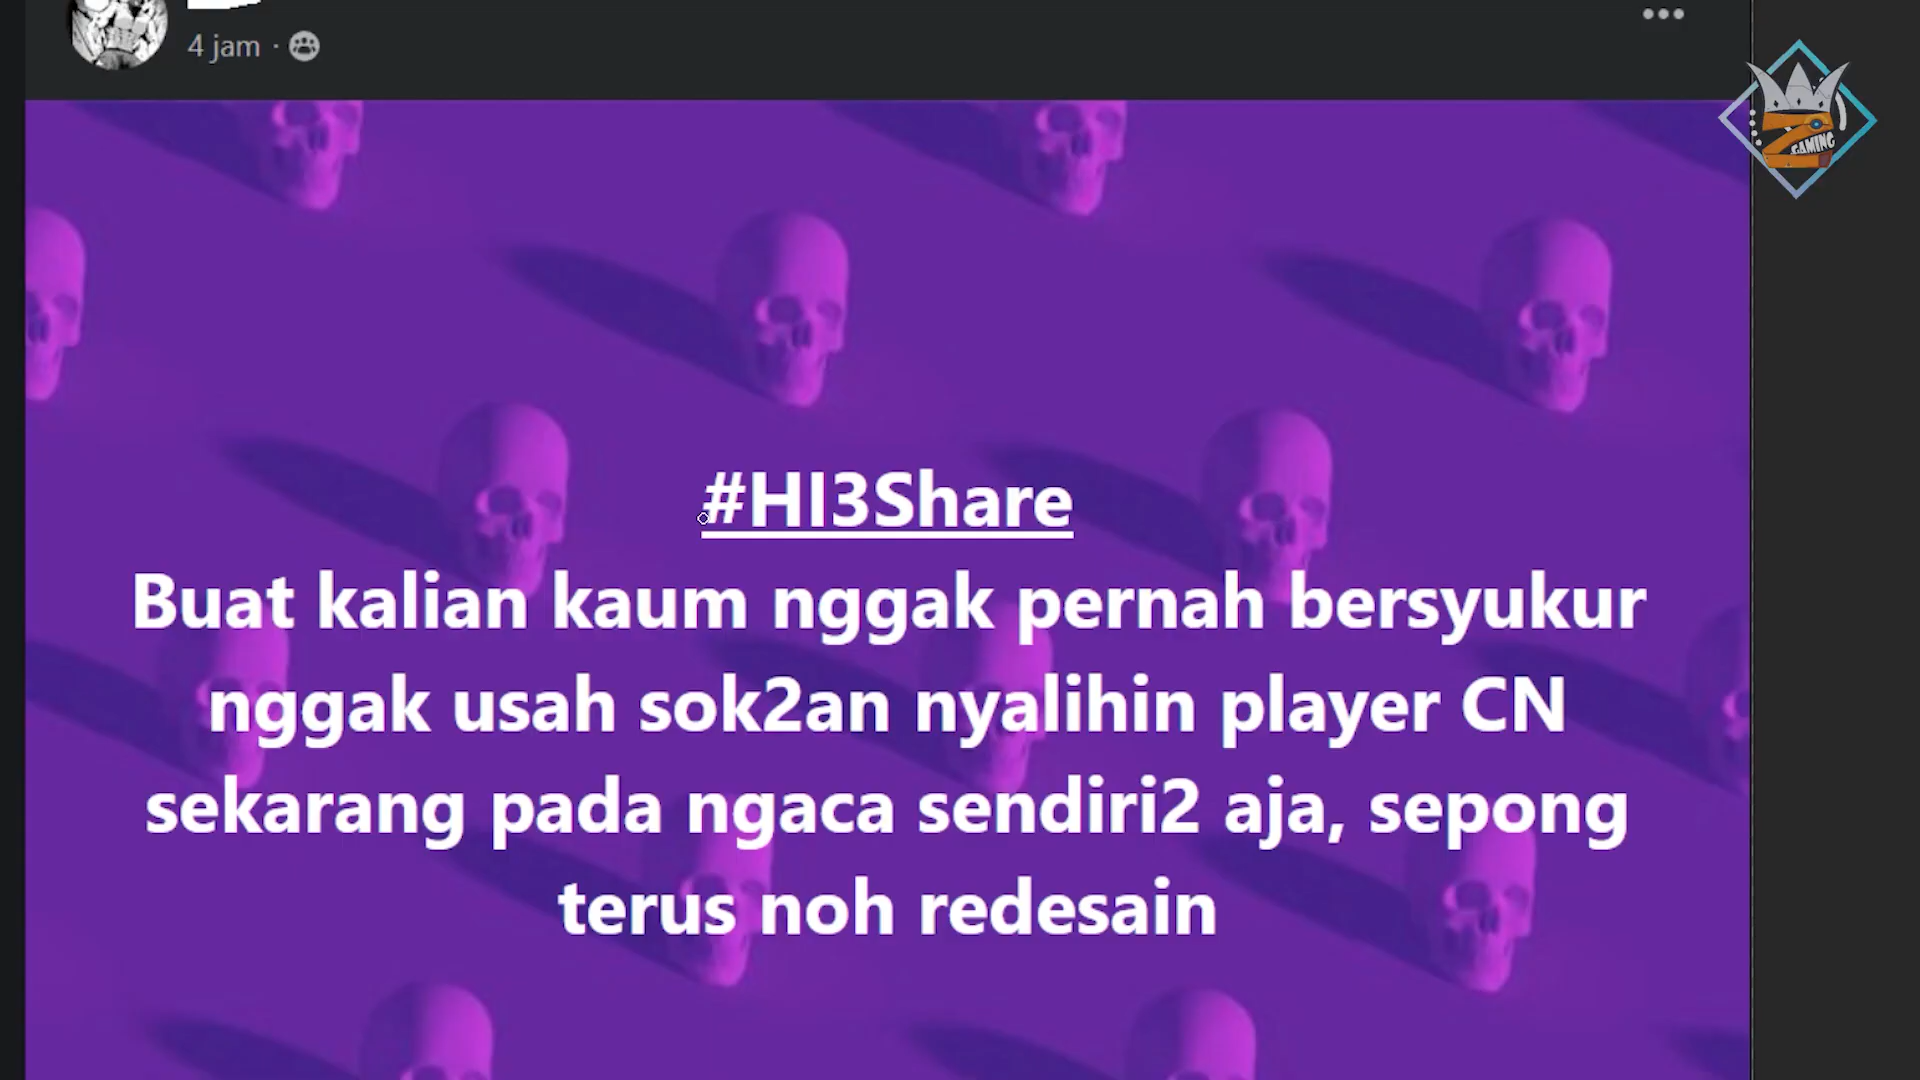 4 jam ·
#HI3Share
Buat kalian kaum nggak pernah bersyukur
nggak usah sok2an nyalihin player CN
sekarang pada ngaca sendiri2 aja, sepong
terus noh redesain
Z GAMING